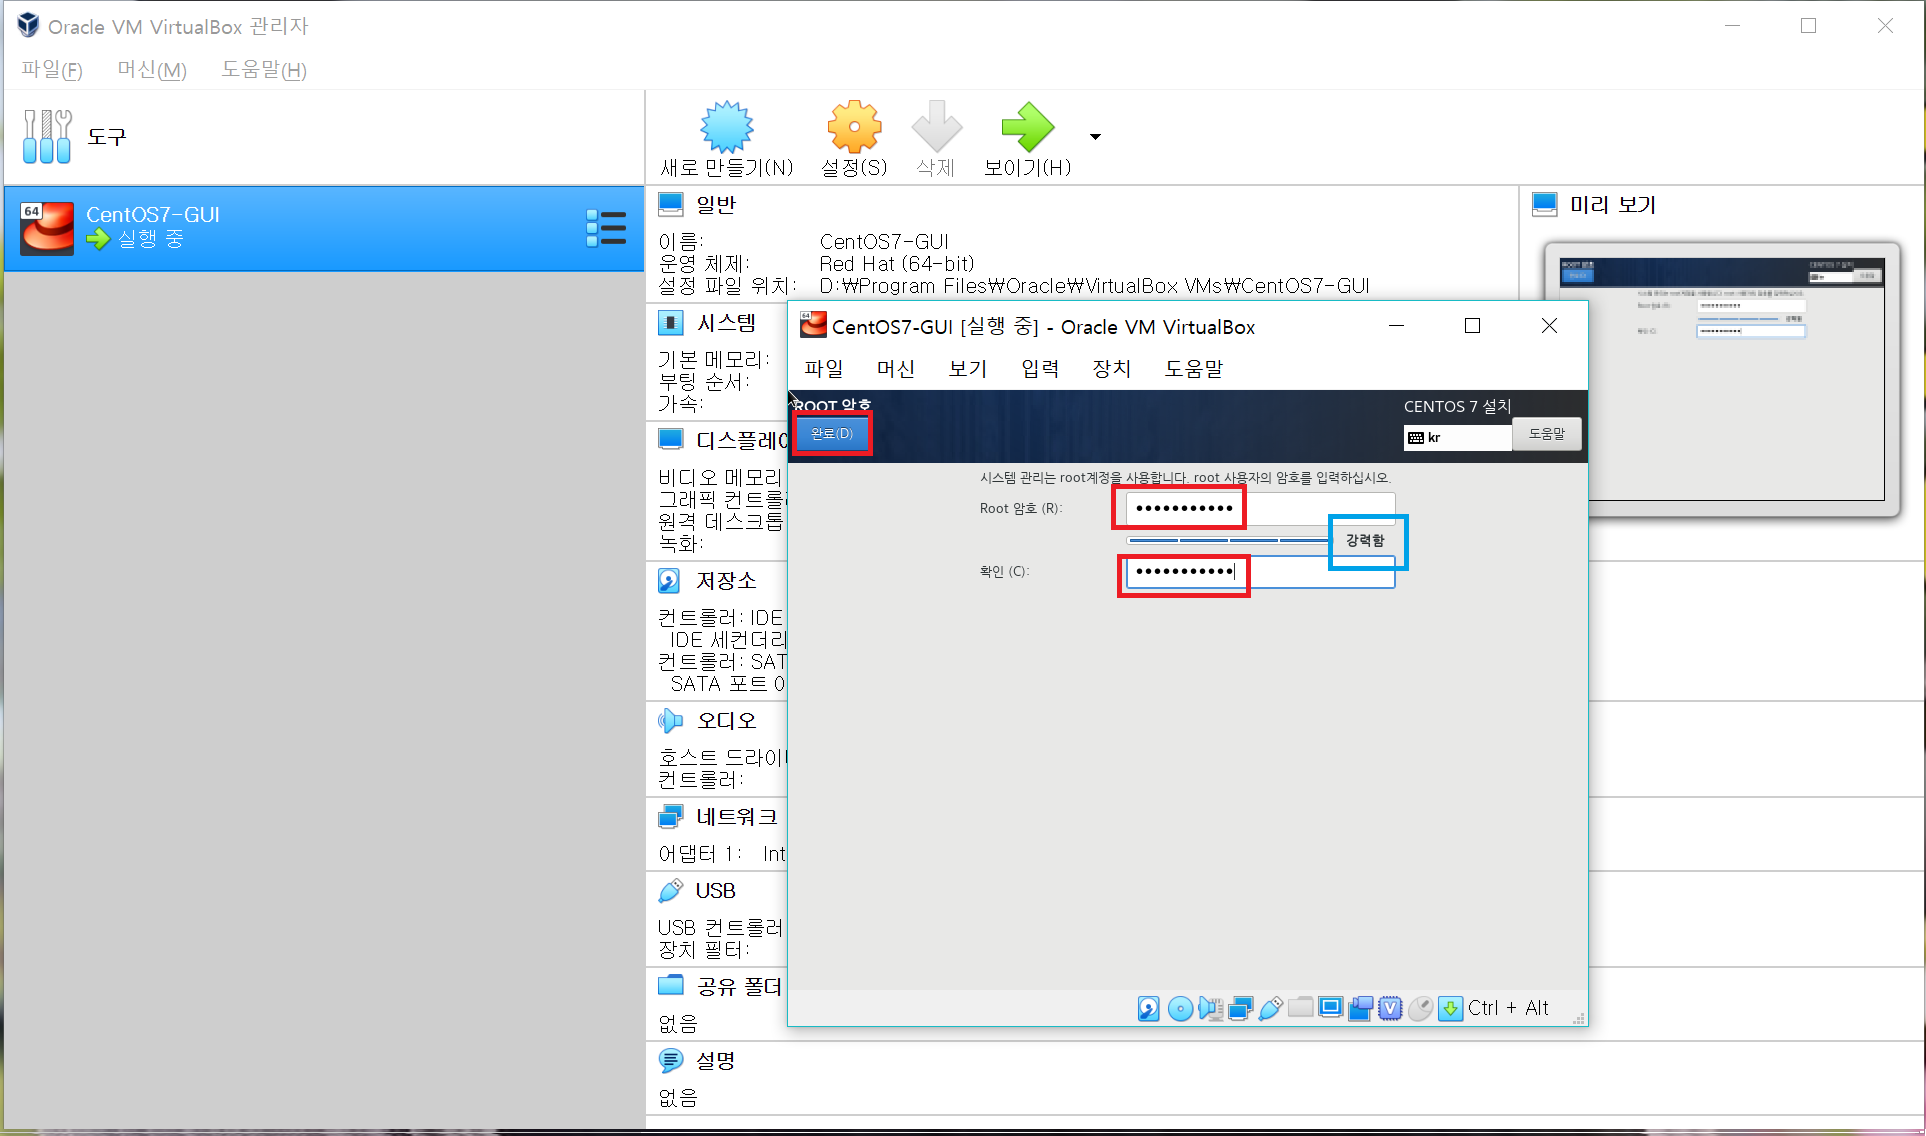 Oracle VM VirtualBox 관리자
파일(F) 머신(M) 도움말(H)
도구
새로 만들기(N) 설정(S) 삭제 보이기(H)
64
CentOS7-GUI
실행 중
일반
이름: CentOS7-GUI
운영 체제: Red Hat (64-bit)
설정 파일 위치: D:₩Program Files₩Oracle₩VirtualBox VMs₩CentOS7-GUI
미리 보기
시스템
기본 메모리:
부팅 순서:
가속:
디스플레이
비디오 메모리
그래픽 컨트롤러
원격 데스크톱
녹화:
저장소
컨트롤러: IDE
IDE 세컨더리
컨트롤러: SAT
SATA 포트 0
오디오
호스트 드라이버
컨트롤러:
네트워크
어댑터 1: Int
USB
USB 컨트롤러
장치 필터:
공유 폴더
없음
설명
없음
64
CentOS7-GUI [실행 중] - Oracle VM VirtualBox
파일 머신 보기 입력 장치 도움말
ROOT 암호
완료(D)
CENTOS 7 설치
kr
도움말
시스템 관리는 root계정을 사용합니다. root 사용자의 암호를 입력하십시오.
Root 암호 (R): •••••••••••
강력함
확인 (C): •••••••••••
V
Ctrl + Alt